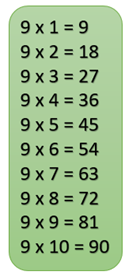 9 x 1 = 9
9 x 2 = 18
9 x 3 = 27
9 x 4 = 36
9 x 5 = 45
9 x 6 = 54
9 x 7 = 63
9 x 8 = 72
9 x 9 = 81
9 x 10 = 90